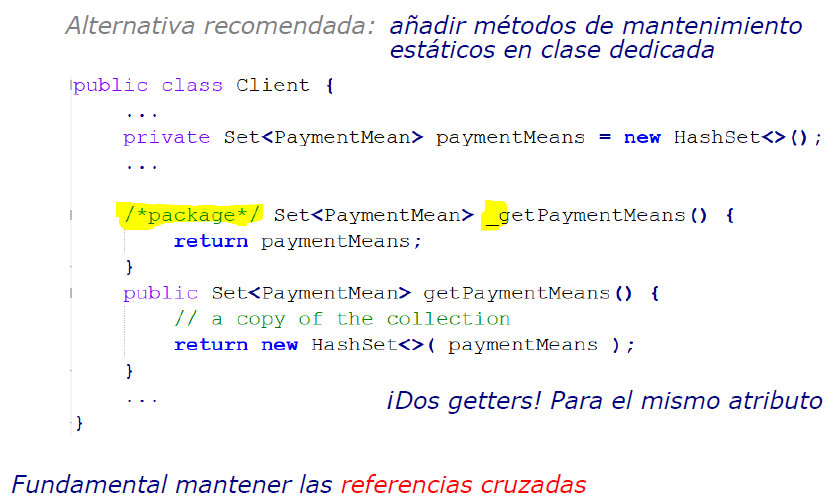 Alternativa recomendada: añadir métodos de mantenimiento
estáticos en clase dedicada
public class Client {
...
private Set<PaymentMean> paymentMeans = new HashSet<>();
...
/*package*/ Set<PaymentMean> _getPaymentMeans() {
return paymentMeans;
}
public Set<PaymentMean> getPaymentMeans() {
// a copy of the collection
return new HashSet<>( paymentMeans );
}
...
¡Dos getters! Para el mismo atributo
}
Fundamental mantener las referencias cruzadas